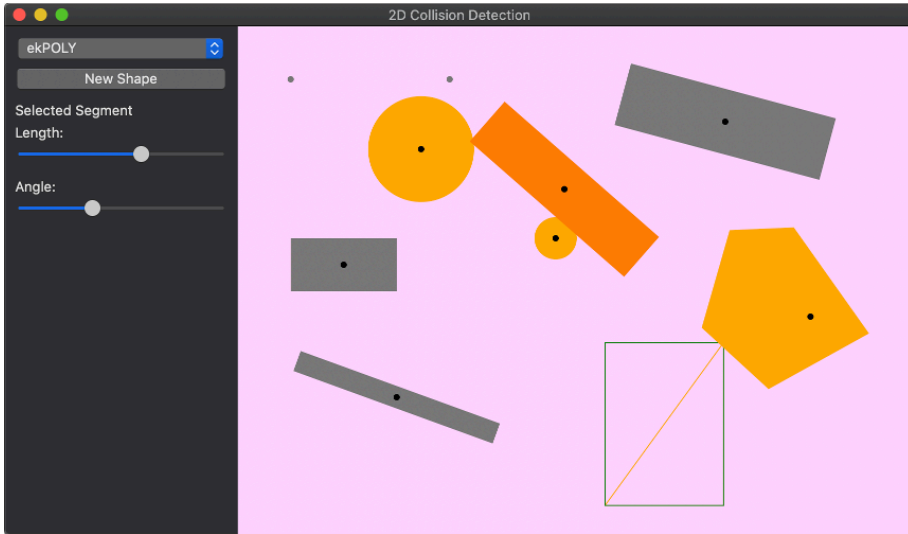 2D Collision Detection
ekPOLY
New Shape
Selected Segment
Length:
Angle: